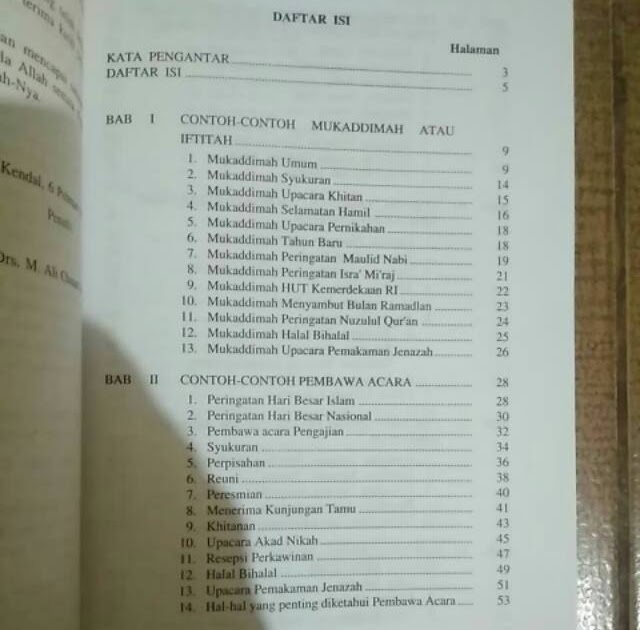 erima kasih
an mencapai
la Allah
ah-Nya.
Kendal, 6
Drs. M. Ali
DAFTAR ISI
Halaman
KATA PENGANTAR 3
DAFTAR ISI 5
BAB I CONTOH-CONTOH MUKADDIMAH ATAU
IFTITAH 9
1. Mukaddimah Umum 9
2. Mukaddimah Syukuran 14
3. Mukaddimah Upacara Khitan 15
4. Mukaddimah Selamatan Hamil 16
5. Mukaddimah Upacara Pernikahan 18
6. Mukaddimah Tahun Baru 18
7. Mukaddimah Peringatan Maulid Nabi 19
8. Mukaddimah Peringatan Isra' Mi'raj 21
9. Mukaddimah HUT Kemerdekaan RI 22
10. Mukaddimah Menyambut Bulan Ramadlan 23
11. Mukaddimah Peringatan Nuzulul Qur'an 24
12. Mukaddimah Halal Bihalal 25
13. Mukaddimah Upacara Pemakaman Jenazah 26
BAB II CONTOH-CONTOH PEMBAWA ACARA 28
1. Peringatan Hari Besar Islam 28
2. Peringatan Hari Besar Nasional 30
3. Pembawa acara Pengajian 32
4. Syukuran 34
5. Perpisahan 36
6. Reuni 38
7. Peresmian 40
8. Menerima Kunjungan Tamu 41
9. Khitanan 43
10. Upacara Akad Nikah 45
11. Resepsi Perkawinan 47
12. Halal Bihalal 49
13. Upacara Pemakaman Jenazah 51
14. Hal-hal yang penting diketahui Pembawa Acara 53